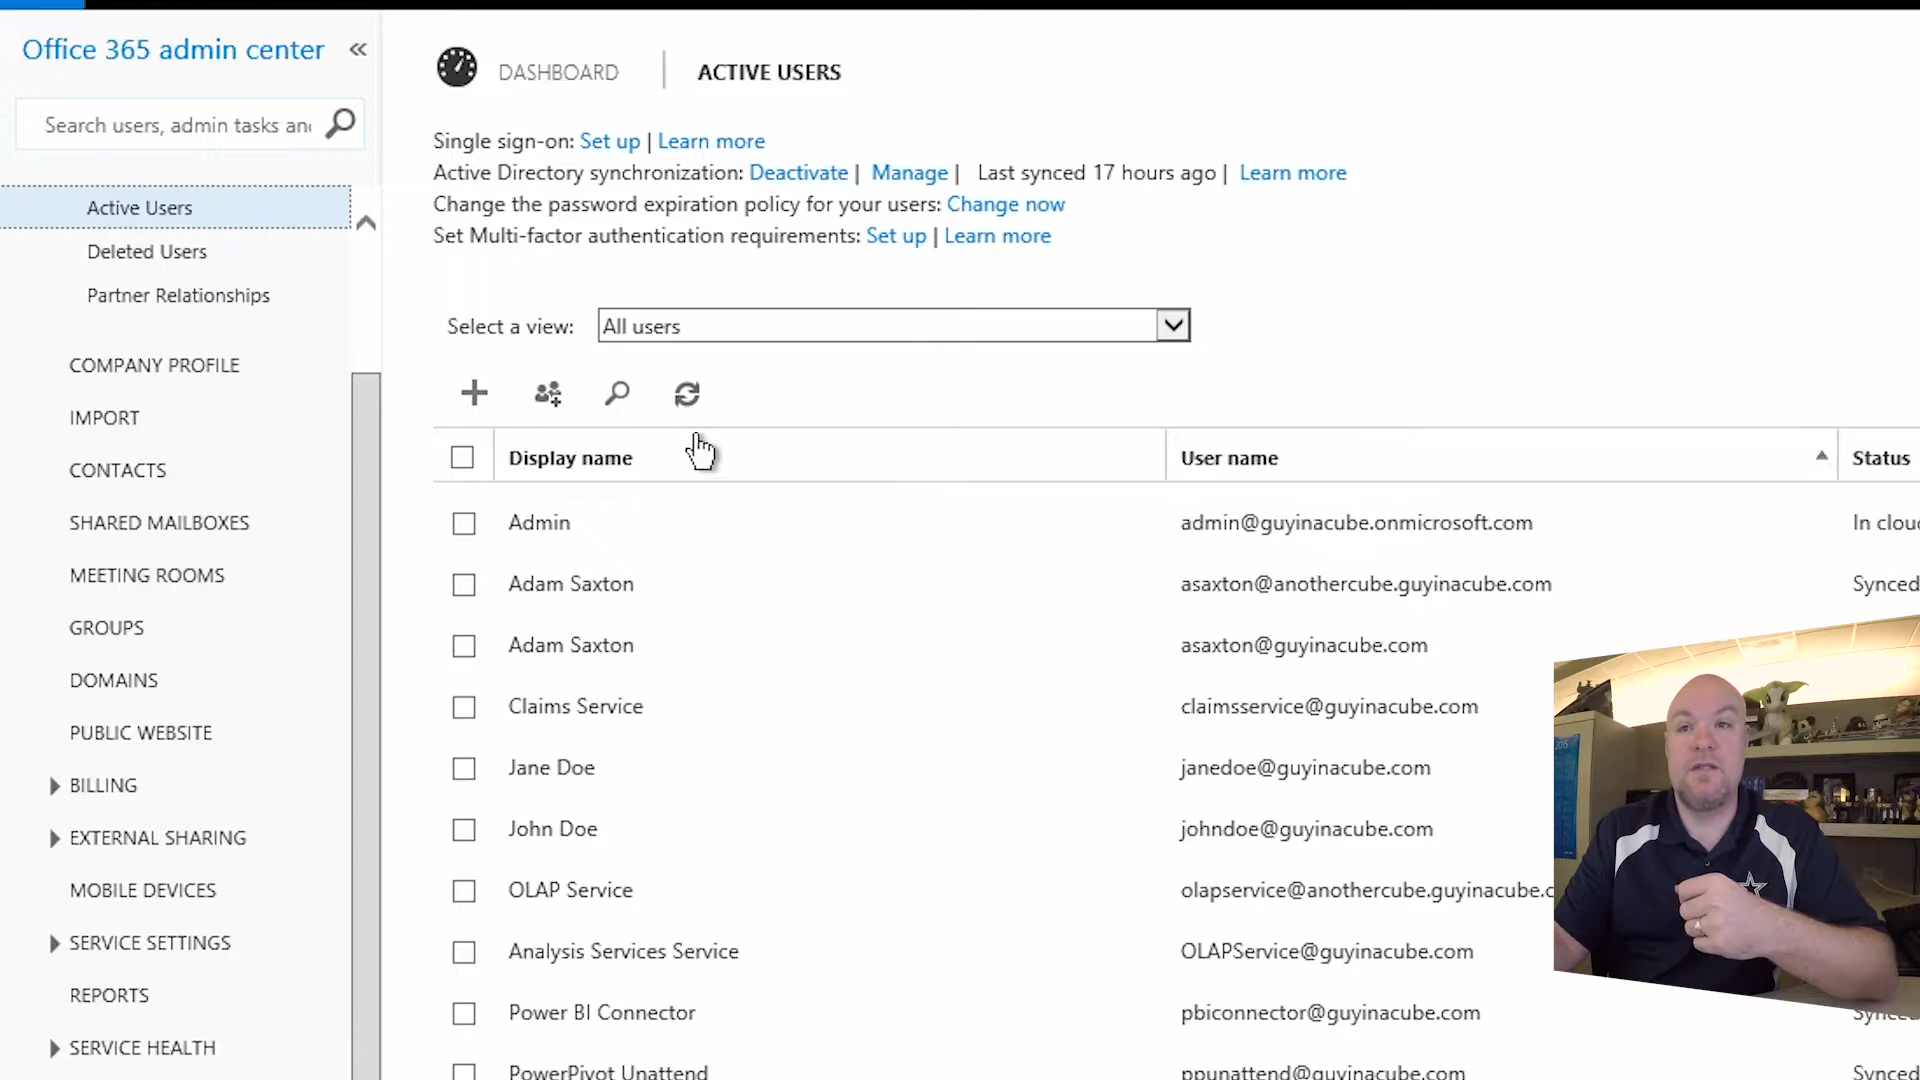 Office 365 admin center «
Search users, admin tasks an
Active Users
Deleted Users
Partner Relationships
COMPANY PROFILE
IMPORT
CONTACTS
SHARED MAILBOXES
MEETING ROOMS
GROUPS
DOMAINS
PUBLIC WEBSITE
BILLING
EXTERNAL SHARING
MOBILE DEVICES
SERVICE SETTINGS
REPORTS
SERVICE HEALTH
DASHBOARD | ACTIVE USERS
Single sign-on: Set up | Learn more
Active Directory synchronization: Deactivate | Manage | Last synced 17 hours ago | Learn more
Change the password expiration policy for your users: Change now
Set Multi-factor authentication requirements: Set up | Learn more
Select a view: All users
Display name User name Status
Admin admin@guyinacube.onmicrosoft.com In clou
Adam Saxton asaxton@anothercube.guyinacube.com Synced
Adam Saxton asaxton@guyinacube.com
Claims Service claimsservice@guyinacube.com
Jane Doe janedoe@guyinacube.com
John Doe johndoe@guyinacube.com
OLAP Service olapservice@anothercube.guyinacube.c
Analysis Services Service OLAPService@guyinacube.com
Power BI Connector pbiconnector@guyinacube.com
PowerPivot Unattend ppunattend@guyinacube.com Synced
2015